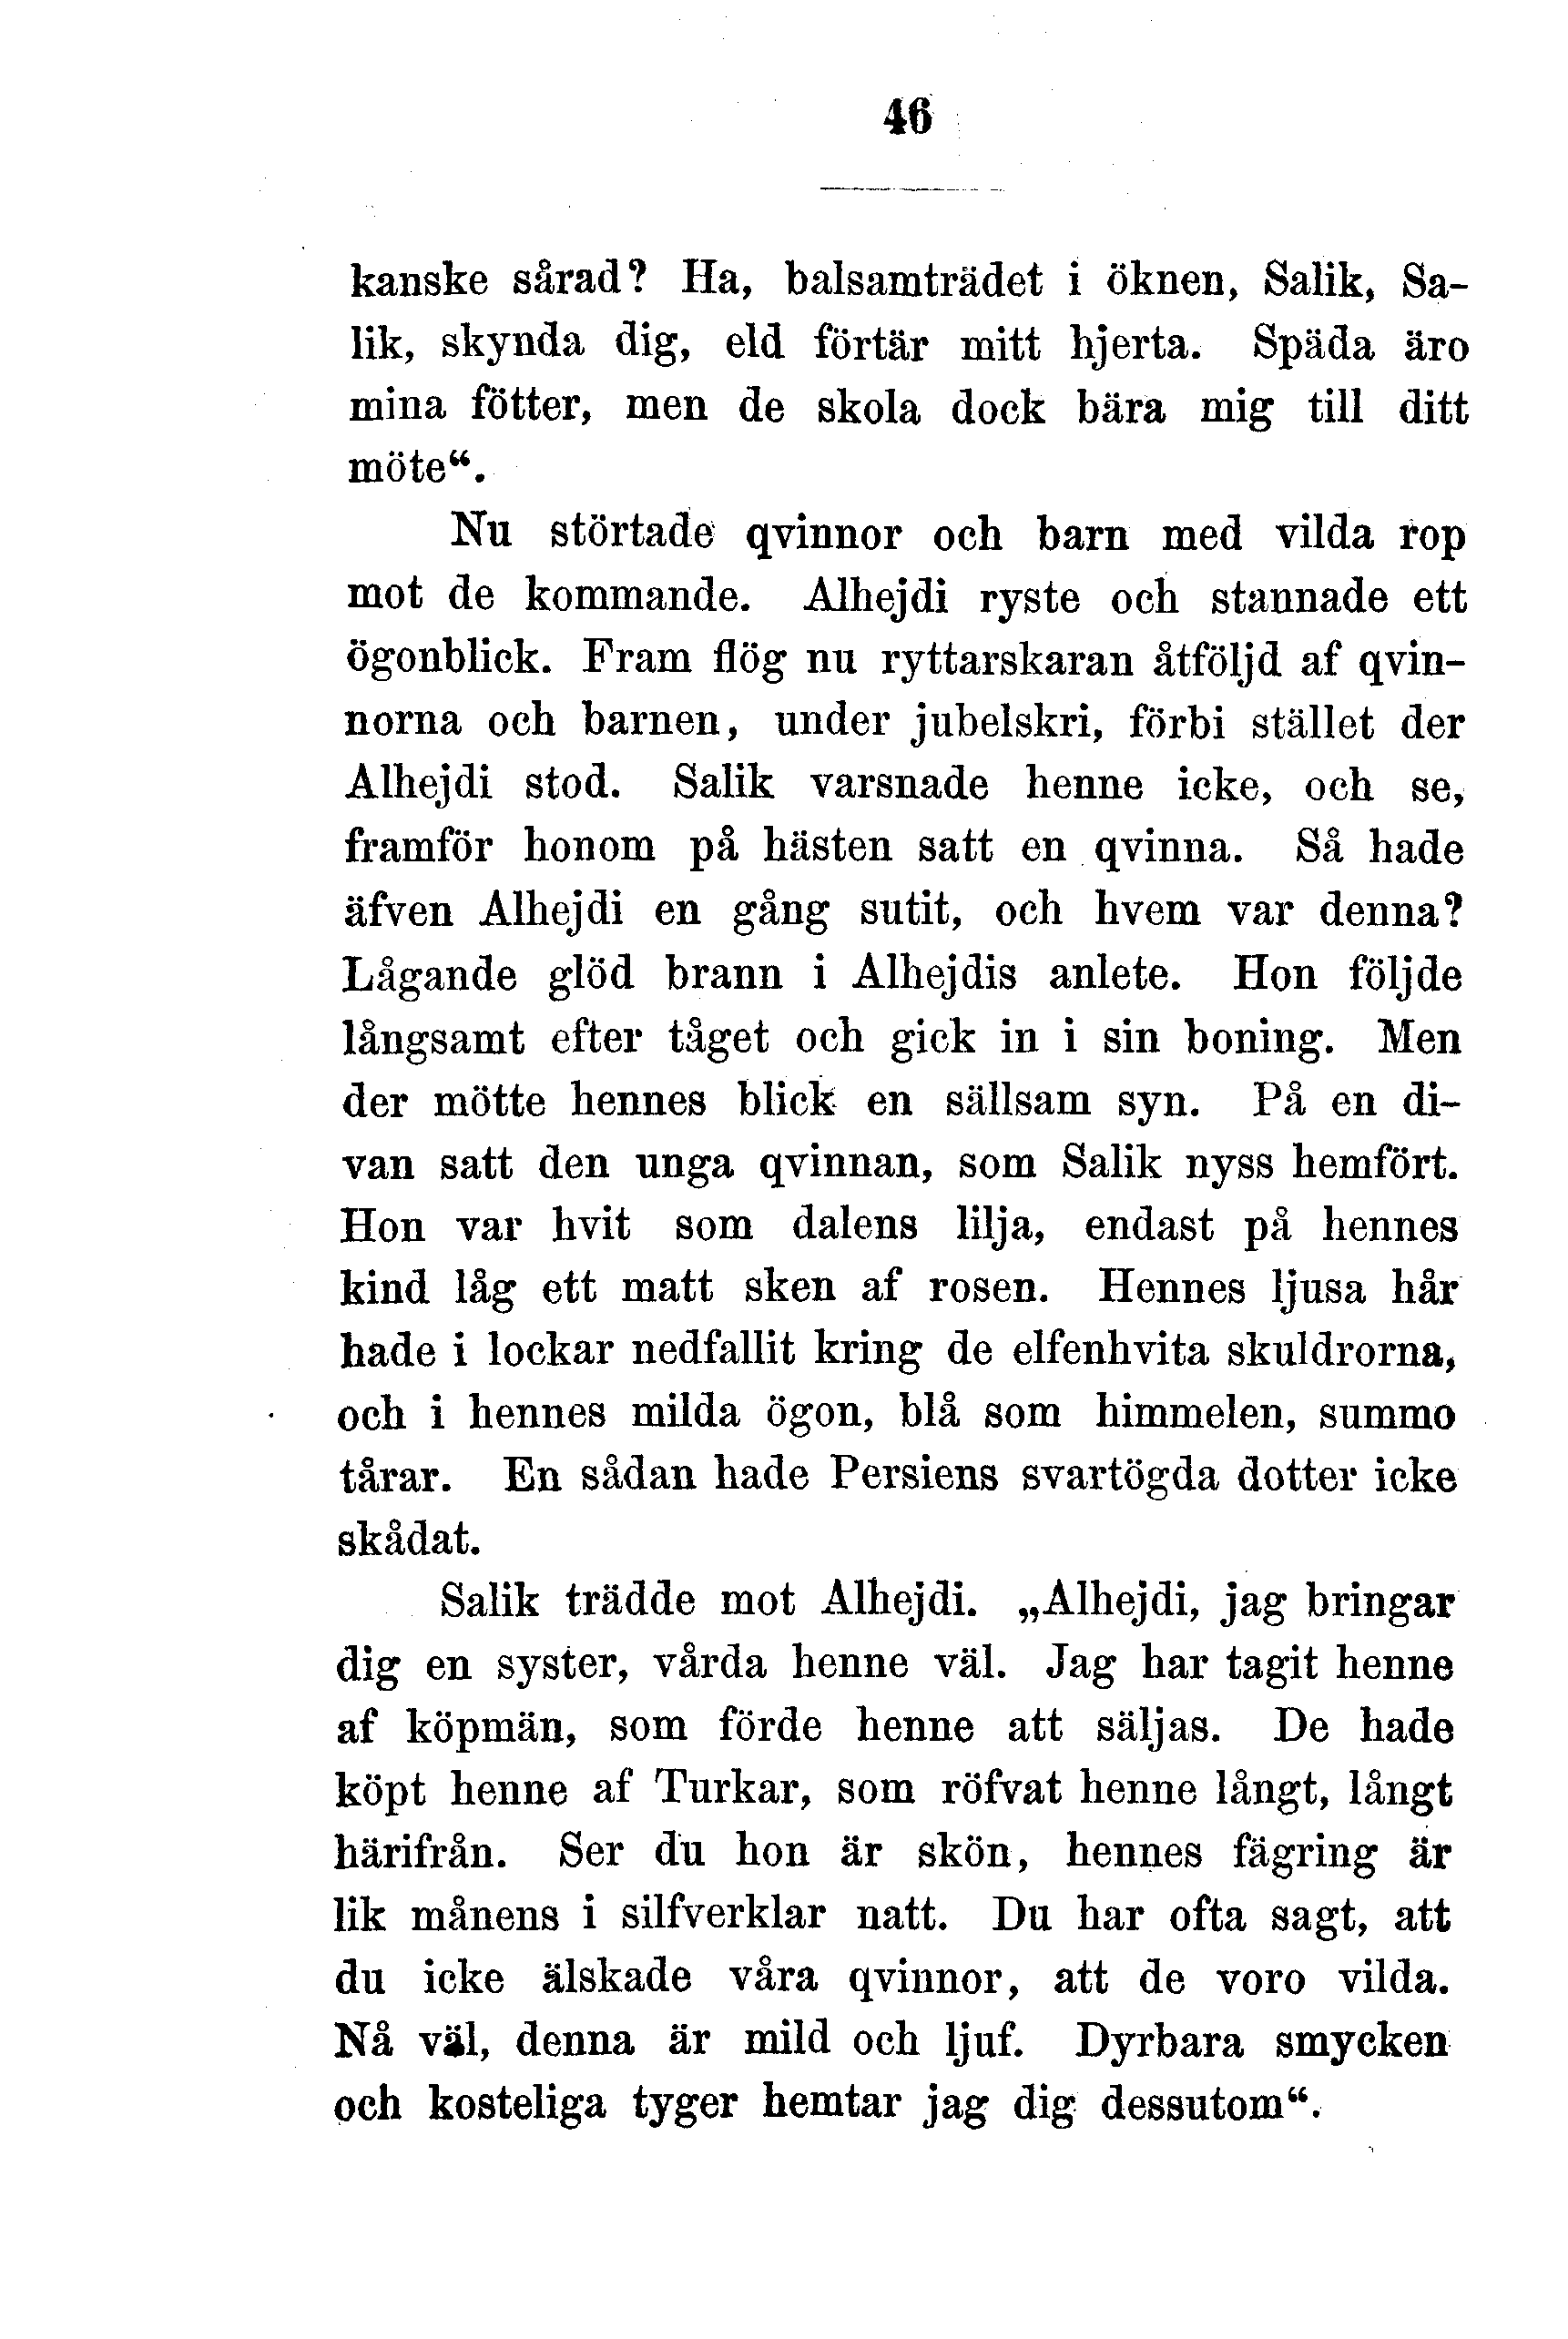 46
kanske sårad? Ha, balsamträdet i öknen, Salik, Sa-
lik, skynda dig, eld förtär mitt hjerta. Späda äro
mina fötter, men de skola dock bära mig till ditt
möte“.
Nu störtade qvinnor och barn med vilda rop
mot de kommande. Alhejdi ryste och stannade ett
ögonblick. Fram flög nu ryttarskaran åtföljd af qvin-
norna och barnen, under jubelskri, förbi stället der
Alhejdi stod. Salik varsnade henne icke, och se,
framför honom på hästen satt en qvinna. Så hade
äfven Alhejdi en gång sutit, och hvem var denna?
Lågande glöd brann i Alhejdis anlete. Hon följde
långsamt efter tåget och gick in i sin boning. Men
der mötte hennes blick en sällsam syn. På en di-
van satt den unga qvinnan, som Salik nyss hemfört.
Hon var hvit som dalens lilja, endast på hennes
kind låg ett matt sken af rosen. Hennes ljusa hår
hade i lockar nedfallit kring de elfenhvita skuldrorna,
och i hennes milda ögon, blå som himmelen, summo
tårar. En sådan hade Persiens svartögda dotter icke
skådat.
Salik trädde mot Alhejdi. „Alhejdi, jag bringar
dig en syster, vårda henne väl. Jag har tagit henne
af köpmän, som förde henne att säljas. De hade
köpt henne af Turkar, som röfvat henne långt, långt
härifrån. Ser du hon är skön, hennes fägring är
lik månens i silfverklar natt. Du har ofta sagt, att
du icke älskade våra qvinnor, att de voro vilda.
Nå väl, denna är mild och ljuf. Dyrbara smycken
och kosteliga tyger hemtar jag dig dessutom“.